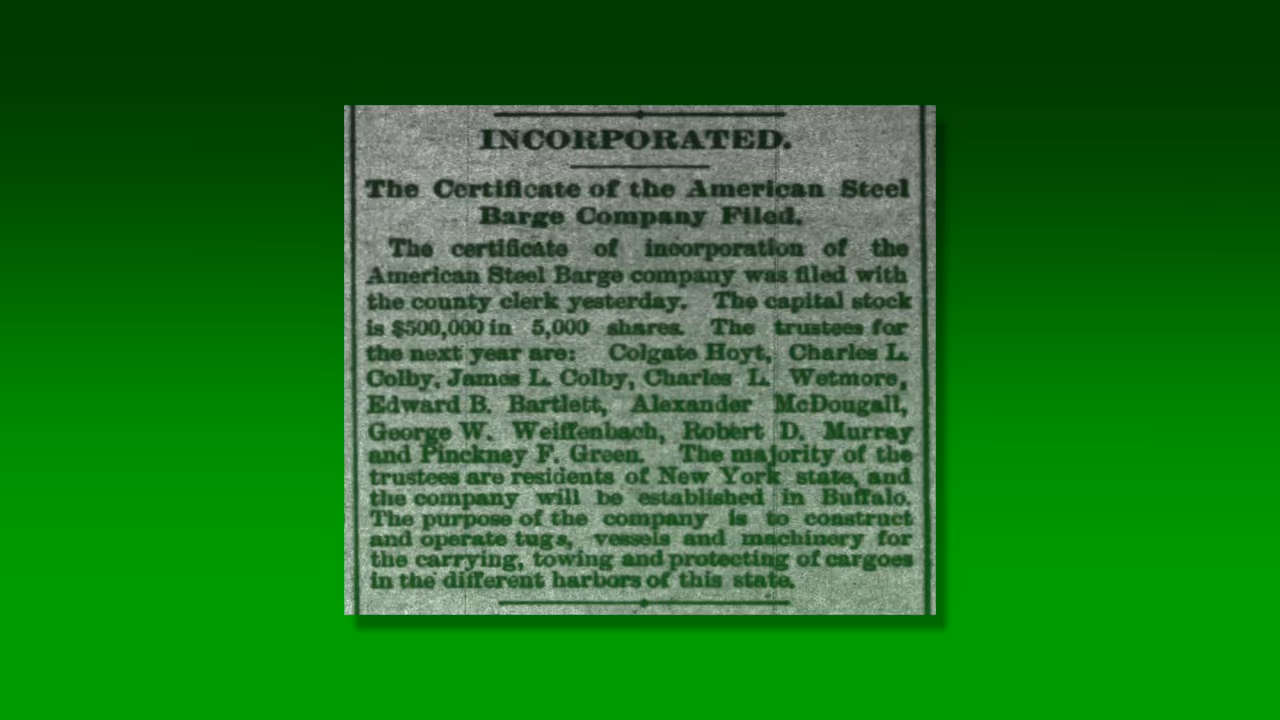 INCORPORATED.
The Certificate of the American Steel
Barge Company Filed.
The certificate of incorporation of the
American Steel Barge company was filed with
the county clerk yesterday. The capital stock
is $500,000 in 5,000 shares. The trustees for
the next year are: Colgate Hoyt, Charles L.
Colby, James L. Colby, Charles L. Wetmore,
Edward B. Bartlett, Alexander McDougall,
George W. Weiffenbach, Robert D. Murray
and Pinckney F. Green. The majority of the
trustees are residents of New York state, and
the company will be established in Buffalo.
The purpose of the company is to construct
and operate tugs, vessels and machinery for
the carrying, towing and protecting of cargoes
in the different harbors of this state.